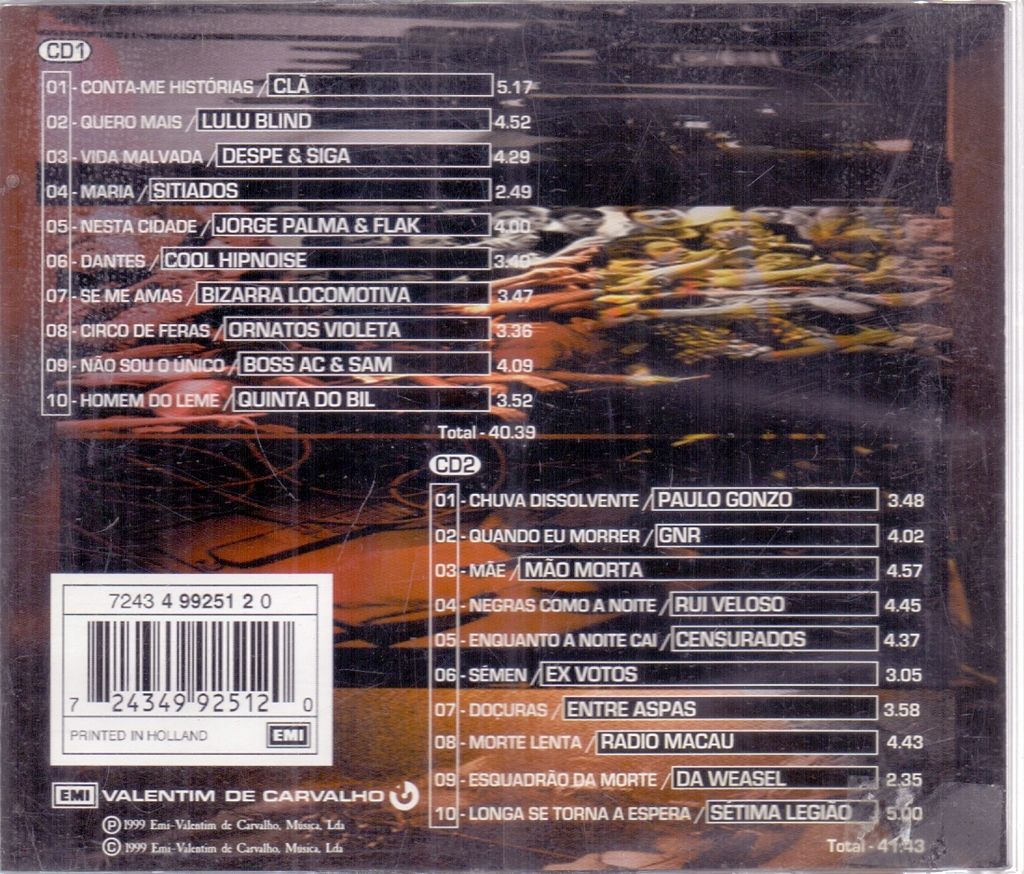 CD1
01 - CONTA-ME HISTÓRIAS / CLÃ 5.17
02 - QUERO MAIS / LULU BLIND 4.52
03 - VIDA MALVADA / DESPE & SIGA 4.29
04 - MARIA / SITIADOS 2.49
05 - NESTA CIDADE / JORGE PALMA & FLAK 4.00
06 - DANTES / COOL HIPNOISE 3.40
07 - SE ME AMAS / BIZARRA LOCOMOTIVA 3.47
08 - CIRCO DE FERAS / ORNATOS VIOLETA 3.36
09 - NÃO SOU O ÚNICO / BOSS AC & SAM 4.09
10 - HOMEM DO LEME / QUINTA DO BIL 3.52
Total - 40.39
CD2
01 - CHUVA DISSOLVENTE / PAULO GONZO 3.48
02 - QUANDO EU MORRER / GNR 4.02
03 - MÃE / MÃO MORTA 4.57
04 - NEGRAS COMO A NOITE / RUI VELOSO 4.45
05 - ENQUANTO A NOITE CAI / CENSURADOS 4.37
06 - SÉMEN / EX VOTOS 3.05
07 - DOÇURAS / ENTRE ASPAS 3.58
08 - MORTE LENTA / RADIO MACAU 4.43
09 - ESQUADRÃO DA MORTE / DA WEASEL 2.35
10 - LONGA SE TORNA A ESPERA / SÉTIMA LEGIÃO 5.00
Total - 41.43
7243 4 99251 2 0
7 24349 92512 0
PRINTED IN HOLLAND EMI
EMI VALENTIM DE CARVALHO
Ⓟ 1999 Emi-Valentim de Carvalho, Música, Lda
© 1999 Emi-Valentim de Carvalho, Música, Lda